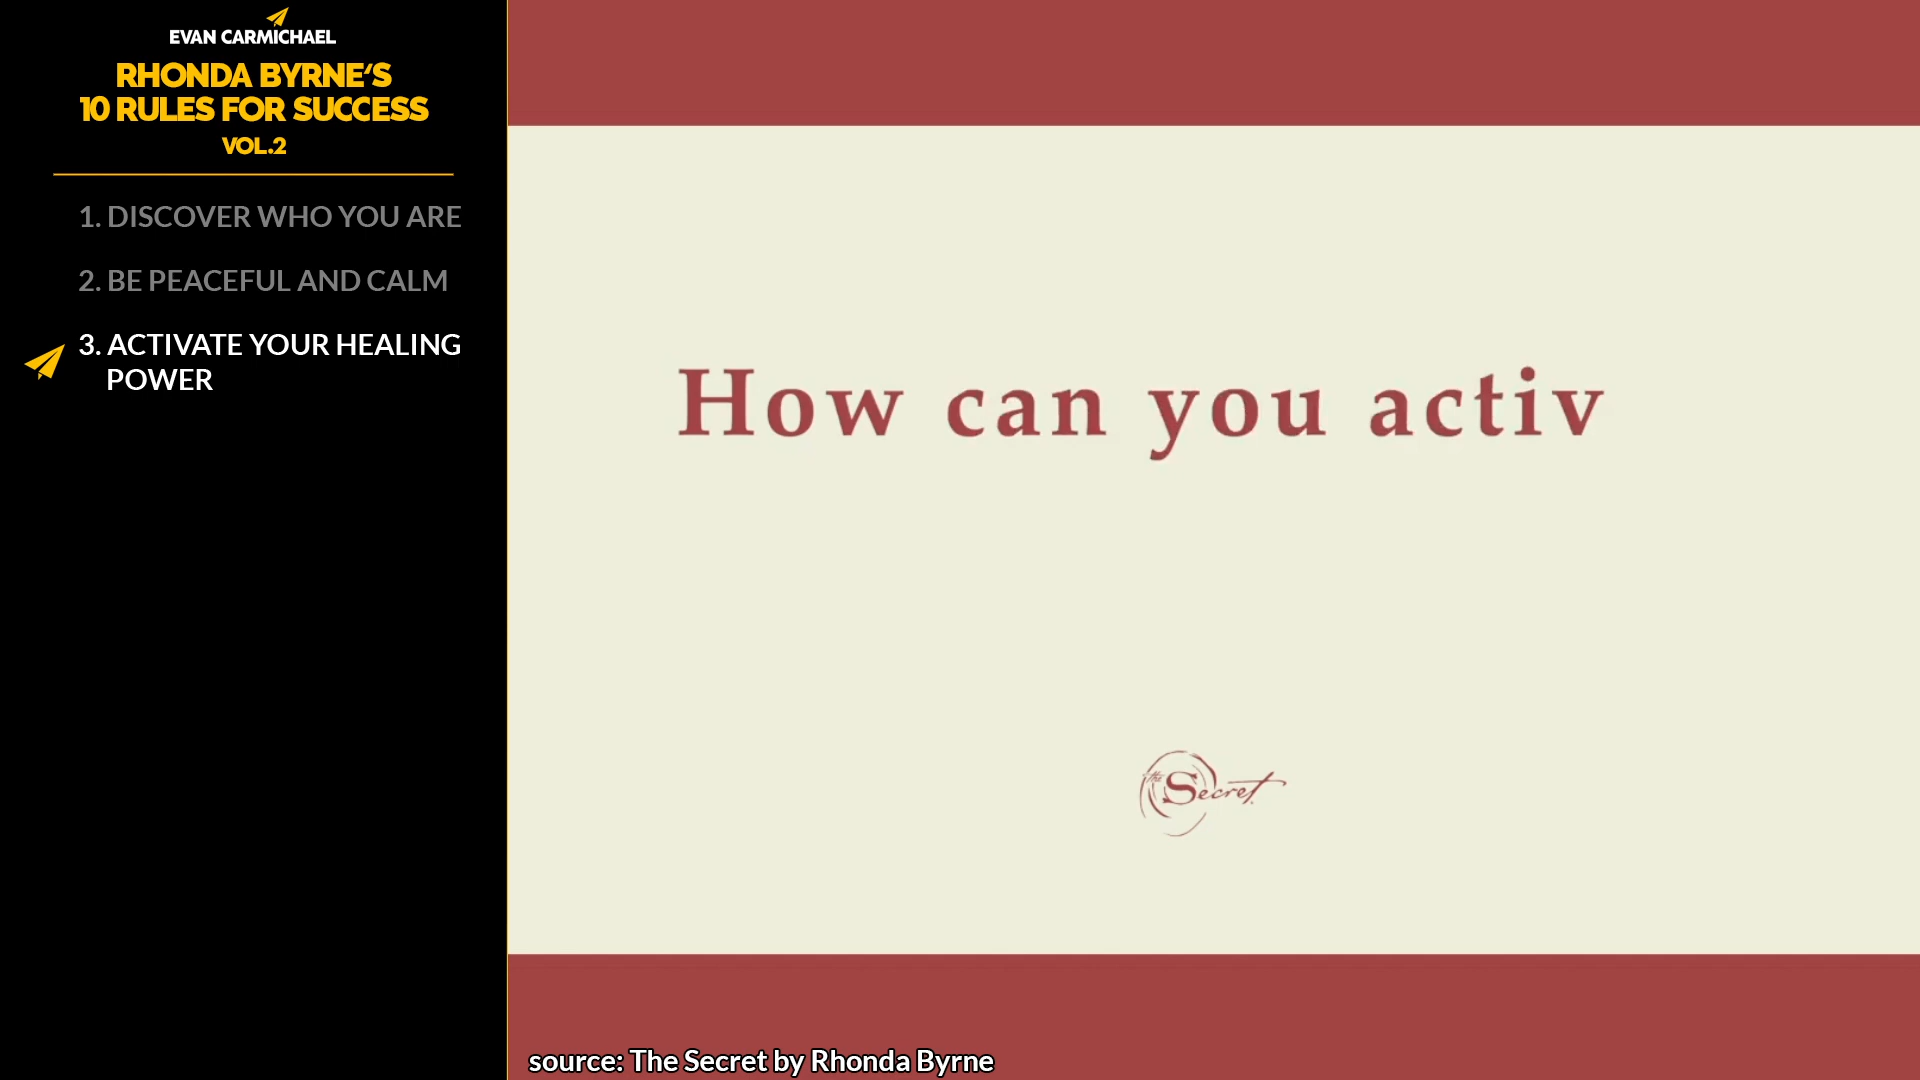 EVAN CARMICHAEL
RHONDA BYRNE'S
10 RULES FOR SUCCESS
VOL.2
1. DISCOVER WHO YOU ARE
2. BE PEACEFUL AND CALM
3. ACTIVATE YOUR HEALING
POWER
How can you activ
the Secret
source: The Secret by Rhonda Byrne